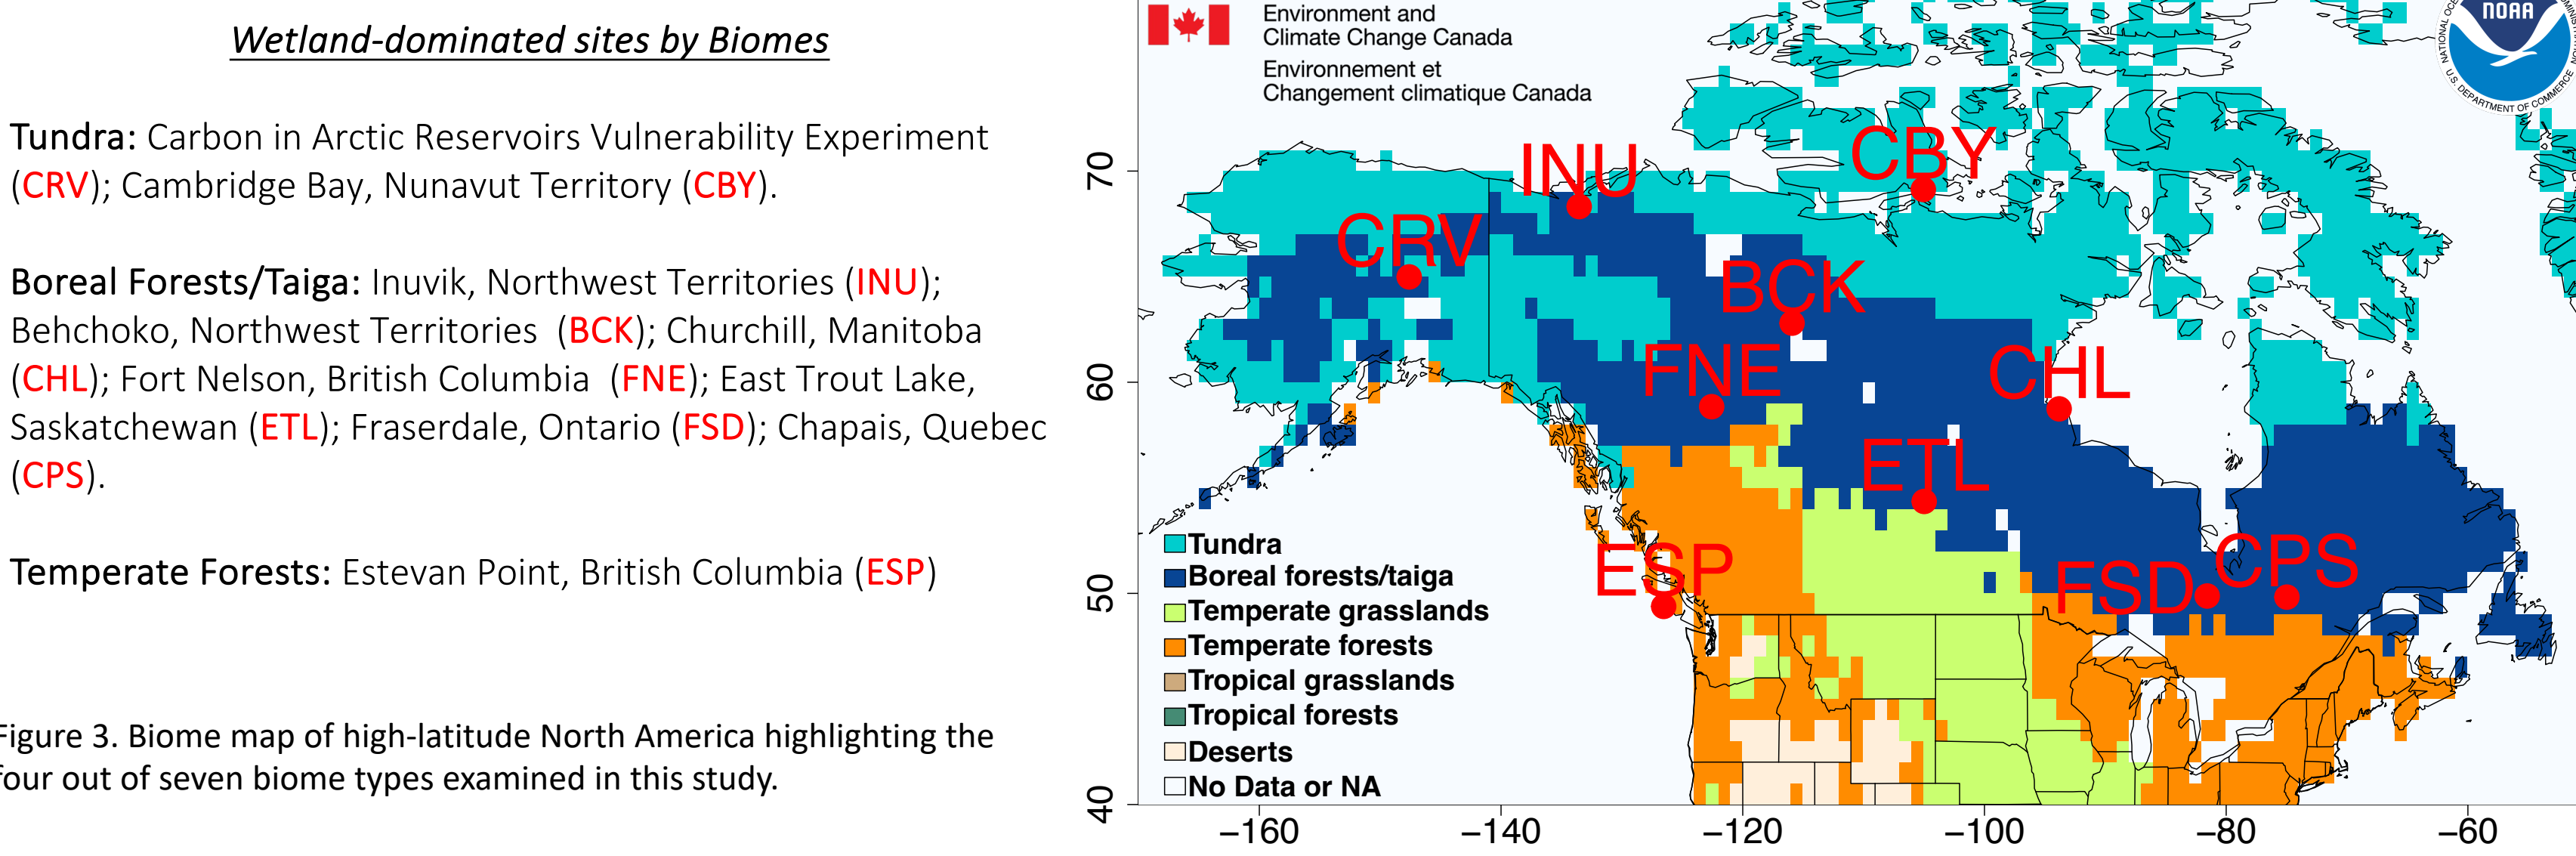 Wetland-dominated sites by Biomes
Tundra: Carbon in Arctic Reservoirs Vulnerability Experiment
(CRV); Cambridge Bay, Nunavut Territory (CBY).
Boreal Forests/Taiga: Inuvik, Northwest Territories (INU);
Behchoko, Northwest Territories (BCK); Churchill, Manitoba
(CHL); Fort Nelson, British Columbia (FNE); East Trout Lake,
Saskatchewan (ETL); Fraserdale, Ontario (FSD); Chapais, Quebec
(CPS).
Temperate Forests: Estevan Point, British Columbia (ESP)
Figure 3. Biome map of high-latitude North America highlighting the
four out of seven biome types examined in this study.
Environment and
Climate Change Canada
Environnement et
Changement climatique Canada
NOAA
U.S. DEPARTMENT OF COMMERCE
CBY
INU
CRV
BCK
FNE
CHL
ETL
ESP
FSD
CPS
Tundra
Boreal forests/taiga
Temperate grasslands
Temperate forests
Tropical grasslands
Tropical forests
Deserts
No Data or NA
70
60
50
40
−160
−140
−120
−100
−80
−60